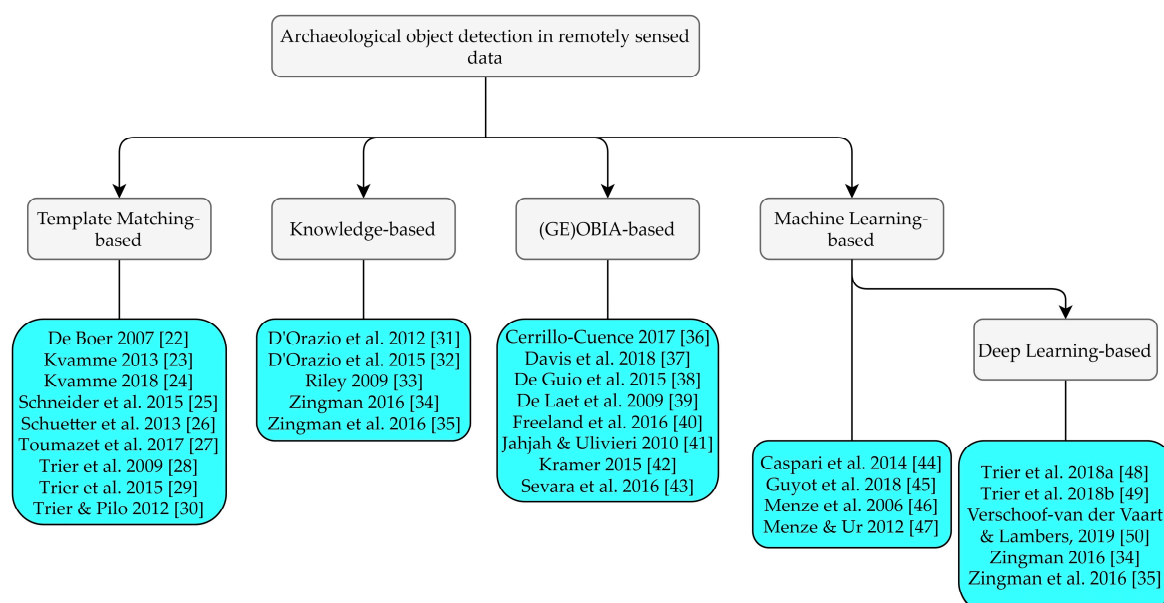 Archaeological object detection in remotely sensed
data
Template Matching-
based
Knowledge-based
(GE)OBIA-based
Machine Learning-
based
Deep Learning-based
De Boer 2007 [22]
Kvamme 2013 [23]
Kvamme 2018 [24]
Schneider et al. 2015 [25]
Schuetter et al. 2013 [26]
Toumazet et al. 2017 [27]
Trier et al. 2009 [28]
Trier et al. 2015 [29]
Trier & Pilo 2012 [30]
D'Orazio et al. 2012 [31]
D'Orazio et al. 2015 [32]
Riley 2009 [33]
Zingman 2016 [34]
Zingman et al. 2016 [35]
Cerrillo-Cuence 2017 [36]
Davis et al. 2018 [37]
De Guio et al. 2015 [38]
De Laet et al. 2009 [39]
Freeland et al. 2016 [40]
Jahjah & Ulivieri 2010 [41]
Kramer 2015 [42]
Sevara et al. 2016 [43]
Caspari et al. 2014 [44]
Guyot et al. 2018 [45]
Menze et al. 2006 [46]
Menze & Ur 2012 [47]
Trier et al. 2018a [48]
Trier et al. 2018b [49]
Verschoof-van der Vaart
& Lambers, 2019 [50]
Zingman 2016 [34]
Zingman et al. 2016 [35]